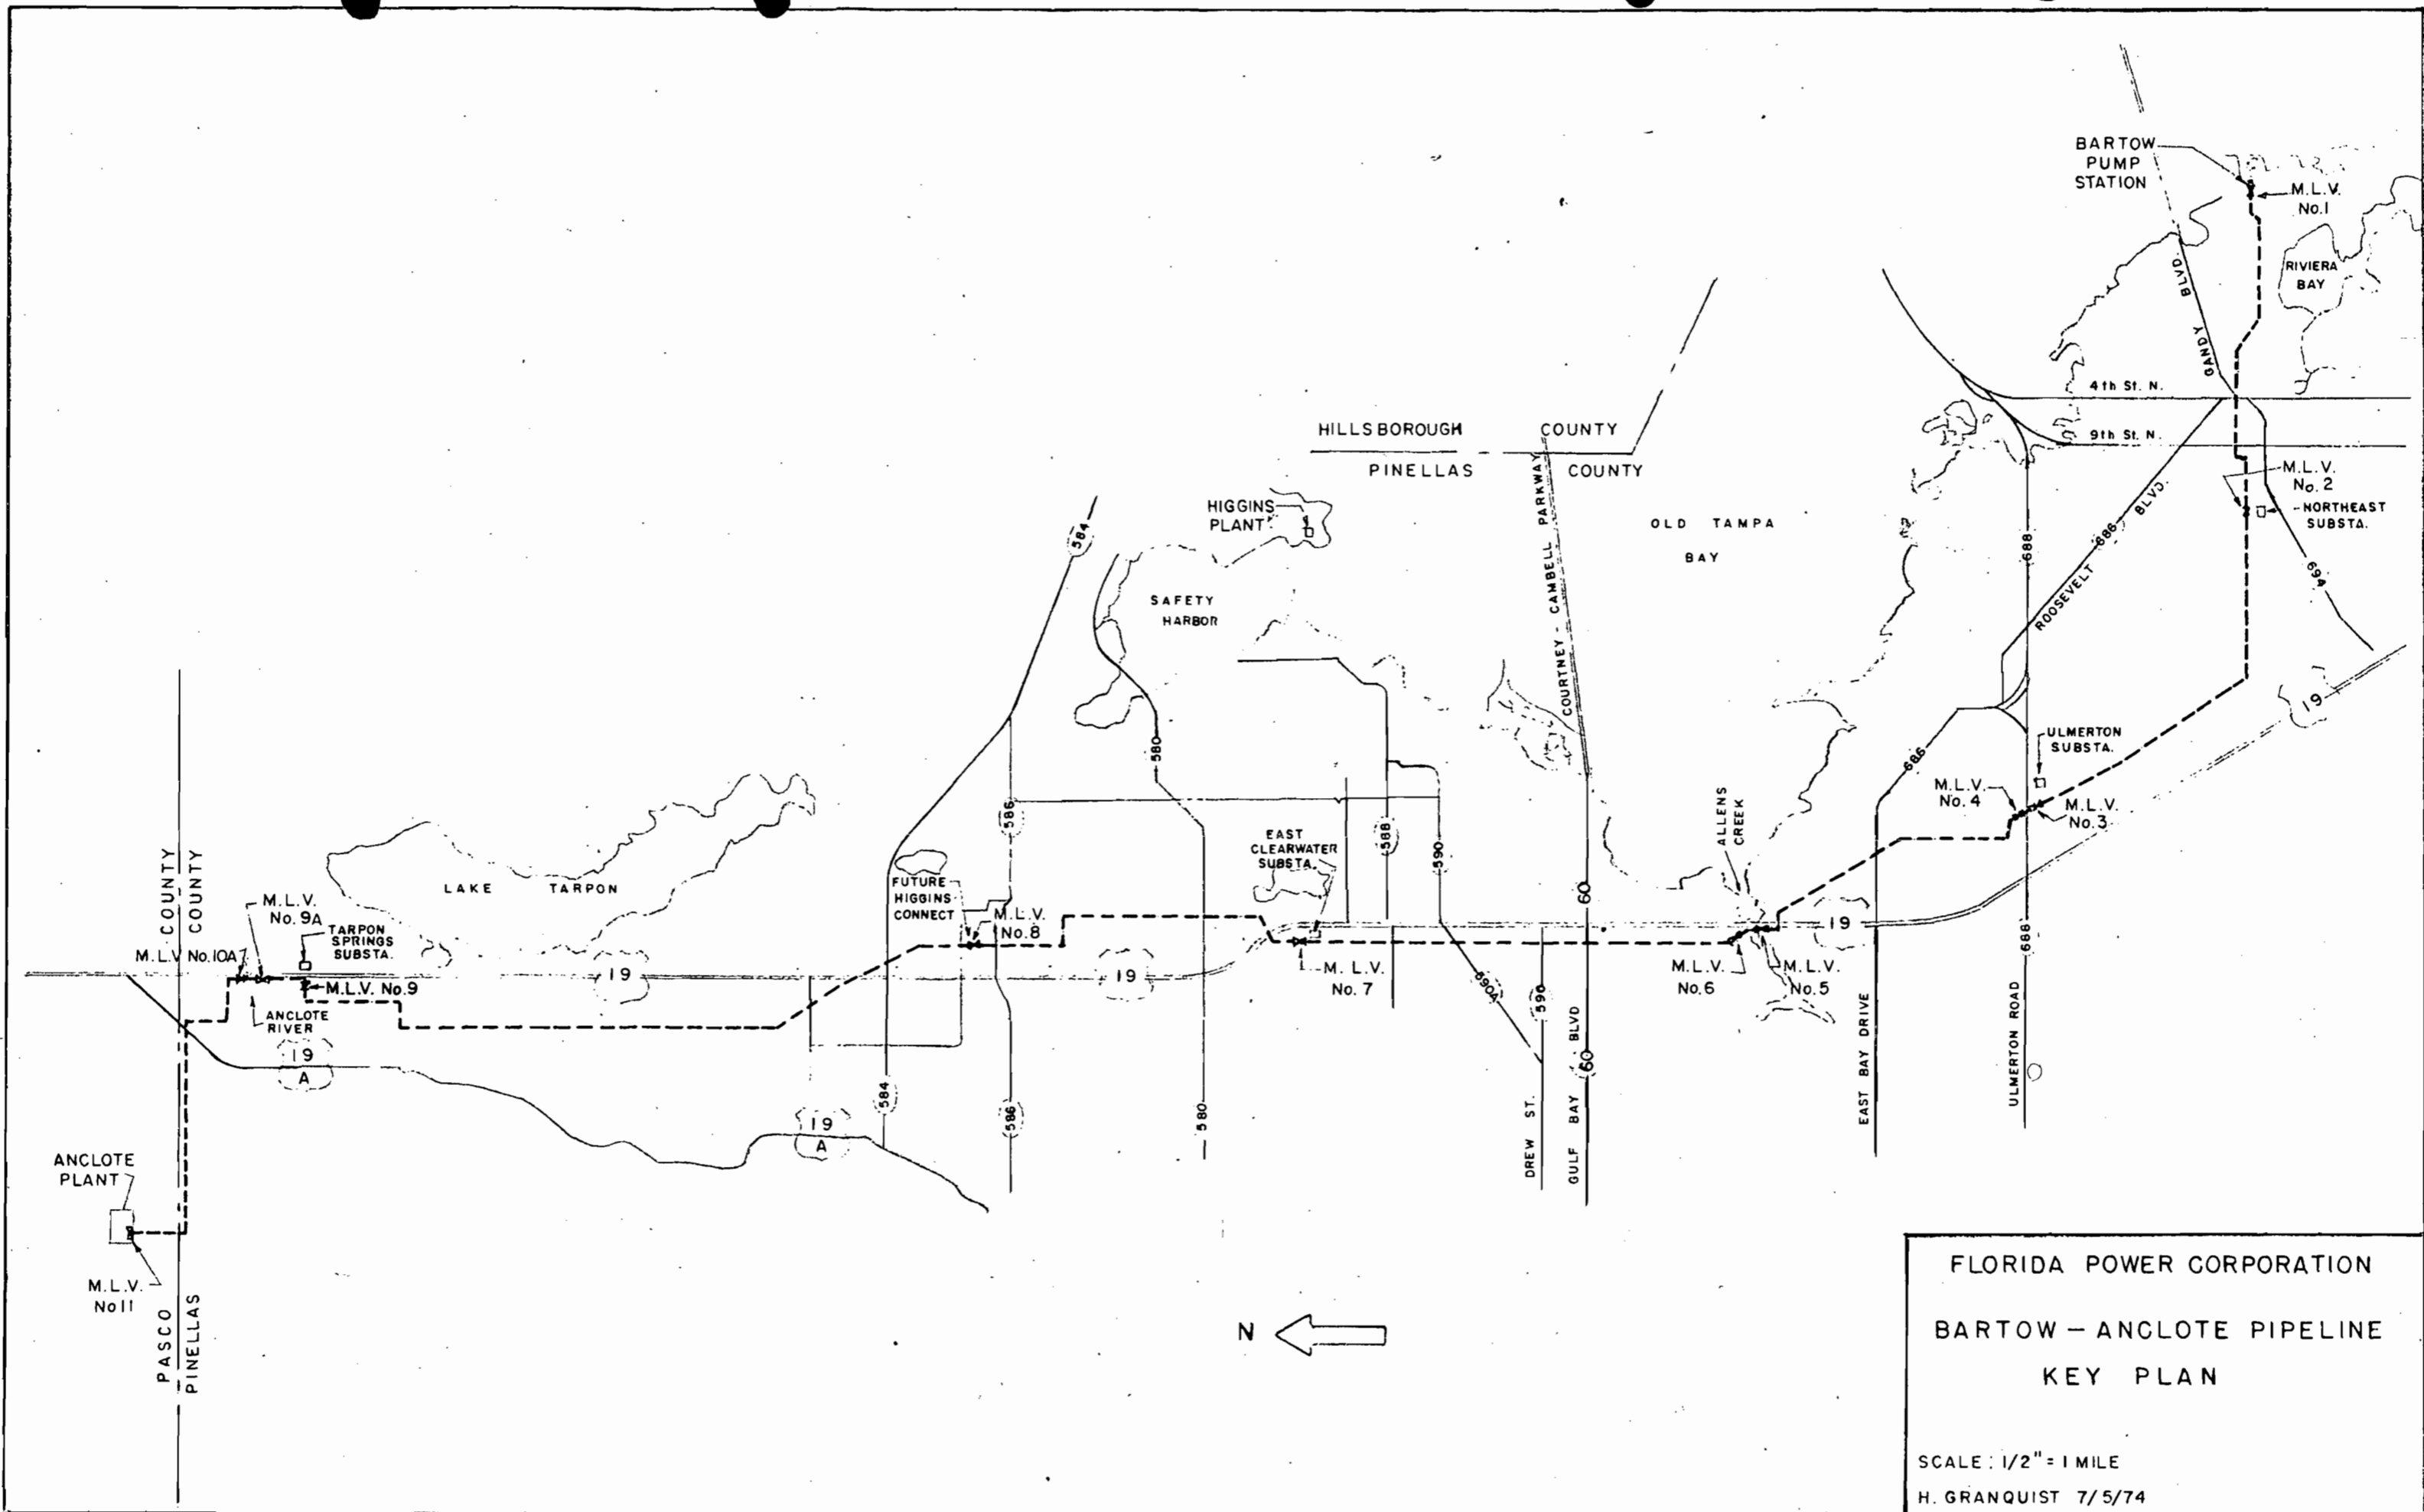 BARTOW
PUMP
STATION
M.L.V.
No.1
RIVIERA
BAY
GANDY BLVD.
4th St. N.
9th St. N.
HILLSBOROUGH COUNTY
PINELLAS COUNTY
M.L.V.
No. 2
NORTHEAST
SUBSTA.
HIGGINS
PLANT
COURTNEY - CAMBELL PARKWAY
OLD TAMPA
BAY
688
686
ROOSEVELT BLVD.
694
584
SAFETY
HARBOR
19
580
686
ULMERTON
SUBSTA.
M.L.V.
No. 4
M.L.V.
No.3
ALLENS
CREEK
586
588
590
EAST
CLEARWATER
SUBSTA.
60
COUNTY
COUNTY
LAKE TARPON
FUTURE
HIGGINS
CONNECT
M.L.V.
No.8
M.L.V.
No. 9A
TARPON
SPRINGS
SUBSTA.
M.L.V No.10A
M.L.V. No.9
ANCLOTE
RIVER
19
19
19
688
M. L. V.
No. 7
590A
590
M.L.V.
No.6
M.L.V.
No.5
19
A
19
A
584
586
580
DREW ST.
GULF BAY BLVD
60
EAST BAY DRIVE
ULMERTON ROAD
ANCLOTE
PLANT
M.L.V.
No11
PASCO
PINELLAS
N
FLORIDA POWER CORPORATION
BARTOW - ANCLOTE PIPELINE
KEY PLAN
SCALE: 1/2" = 1 MILE
H. GRANQUIST 7/5/74